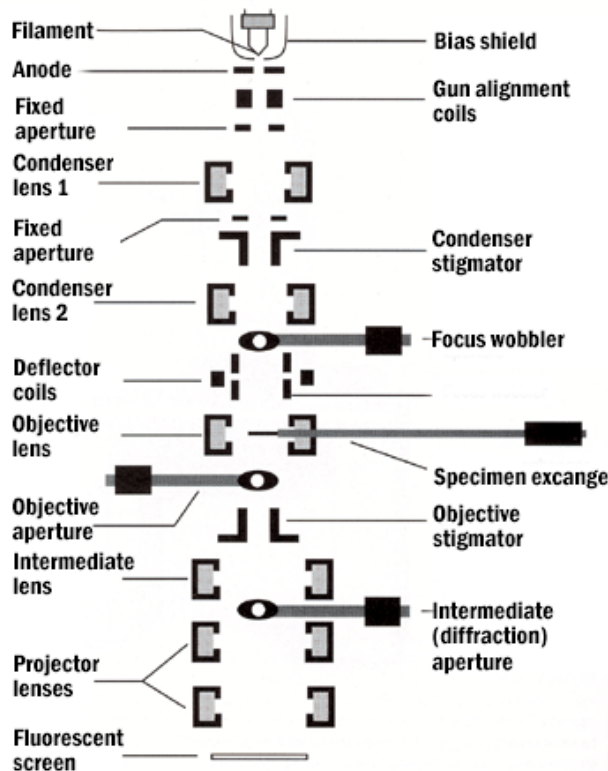 Filament
Bias shield
Anode
Gun alignment
coils
Fixed
aperture
Condenser
lens 1
Fixed
aperture
Condenser
stigmator
Condenser
lens 2
Focus wobbler
Deflector
coils
Objective
lens
Specimen excange
Objective
aperture
Objective
stigmator
Intermediate
lens
Intermediate
(diffraction)
aperture
Projector
lenses
Fluorescent
screen